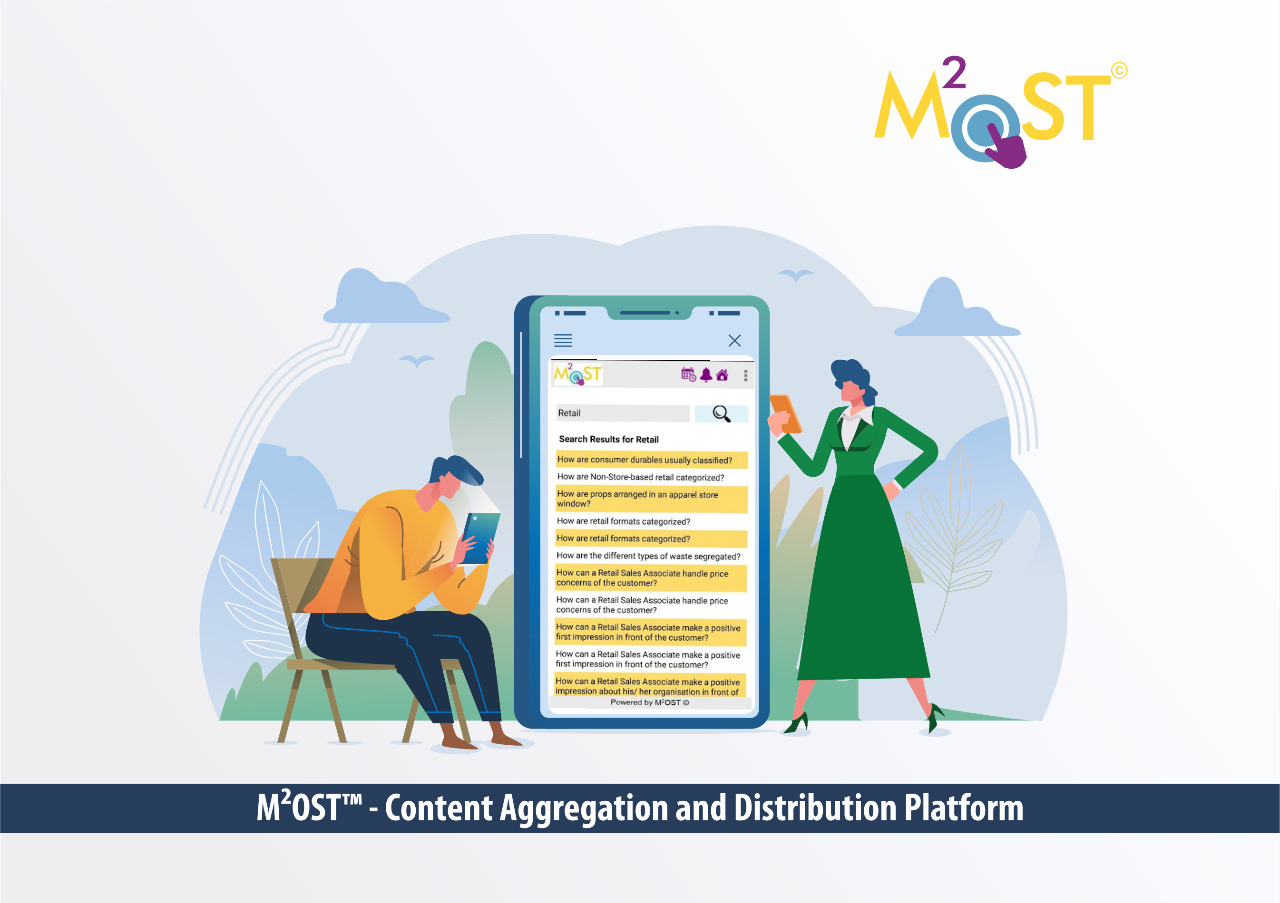 M²OST©
M²OST
Retail
Search Results for Retail
How are consumer durables usually classified?
How are Non-Store-based retail categorized?
How are props arranged in an apparel store
window?
How are retail formats categorized?
How are retail formats categorized?
How are the different types of waste segregated?
How can a Retail Sales Associate handle price
concerns of the customer?
How can a Retail Sales Associate handle price
concerns of the customer?
How can a Retail Sales Associate make a positive
first impression in front of the customer?
How can a Retail Sales Associate make a positive
first impression in front of the customer?
How can a Retail Sales Associate make a positive
impression about his/ her organisation in front of
Powered by M²OST ©
M²OST™ - Content Aggregation and Distribution Platform